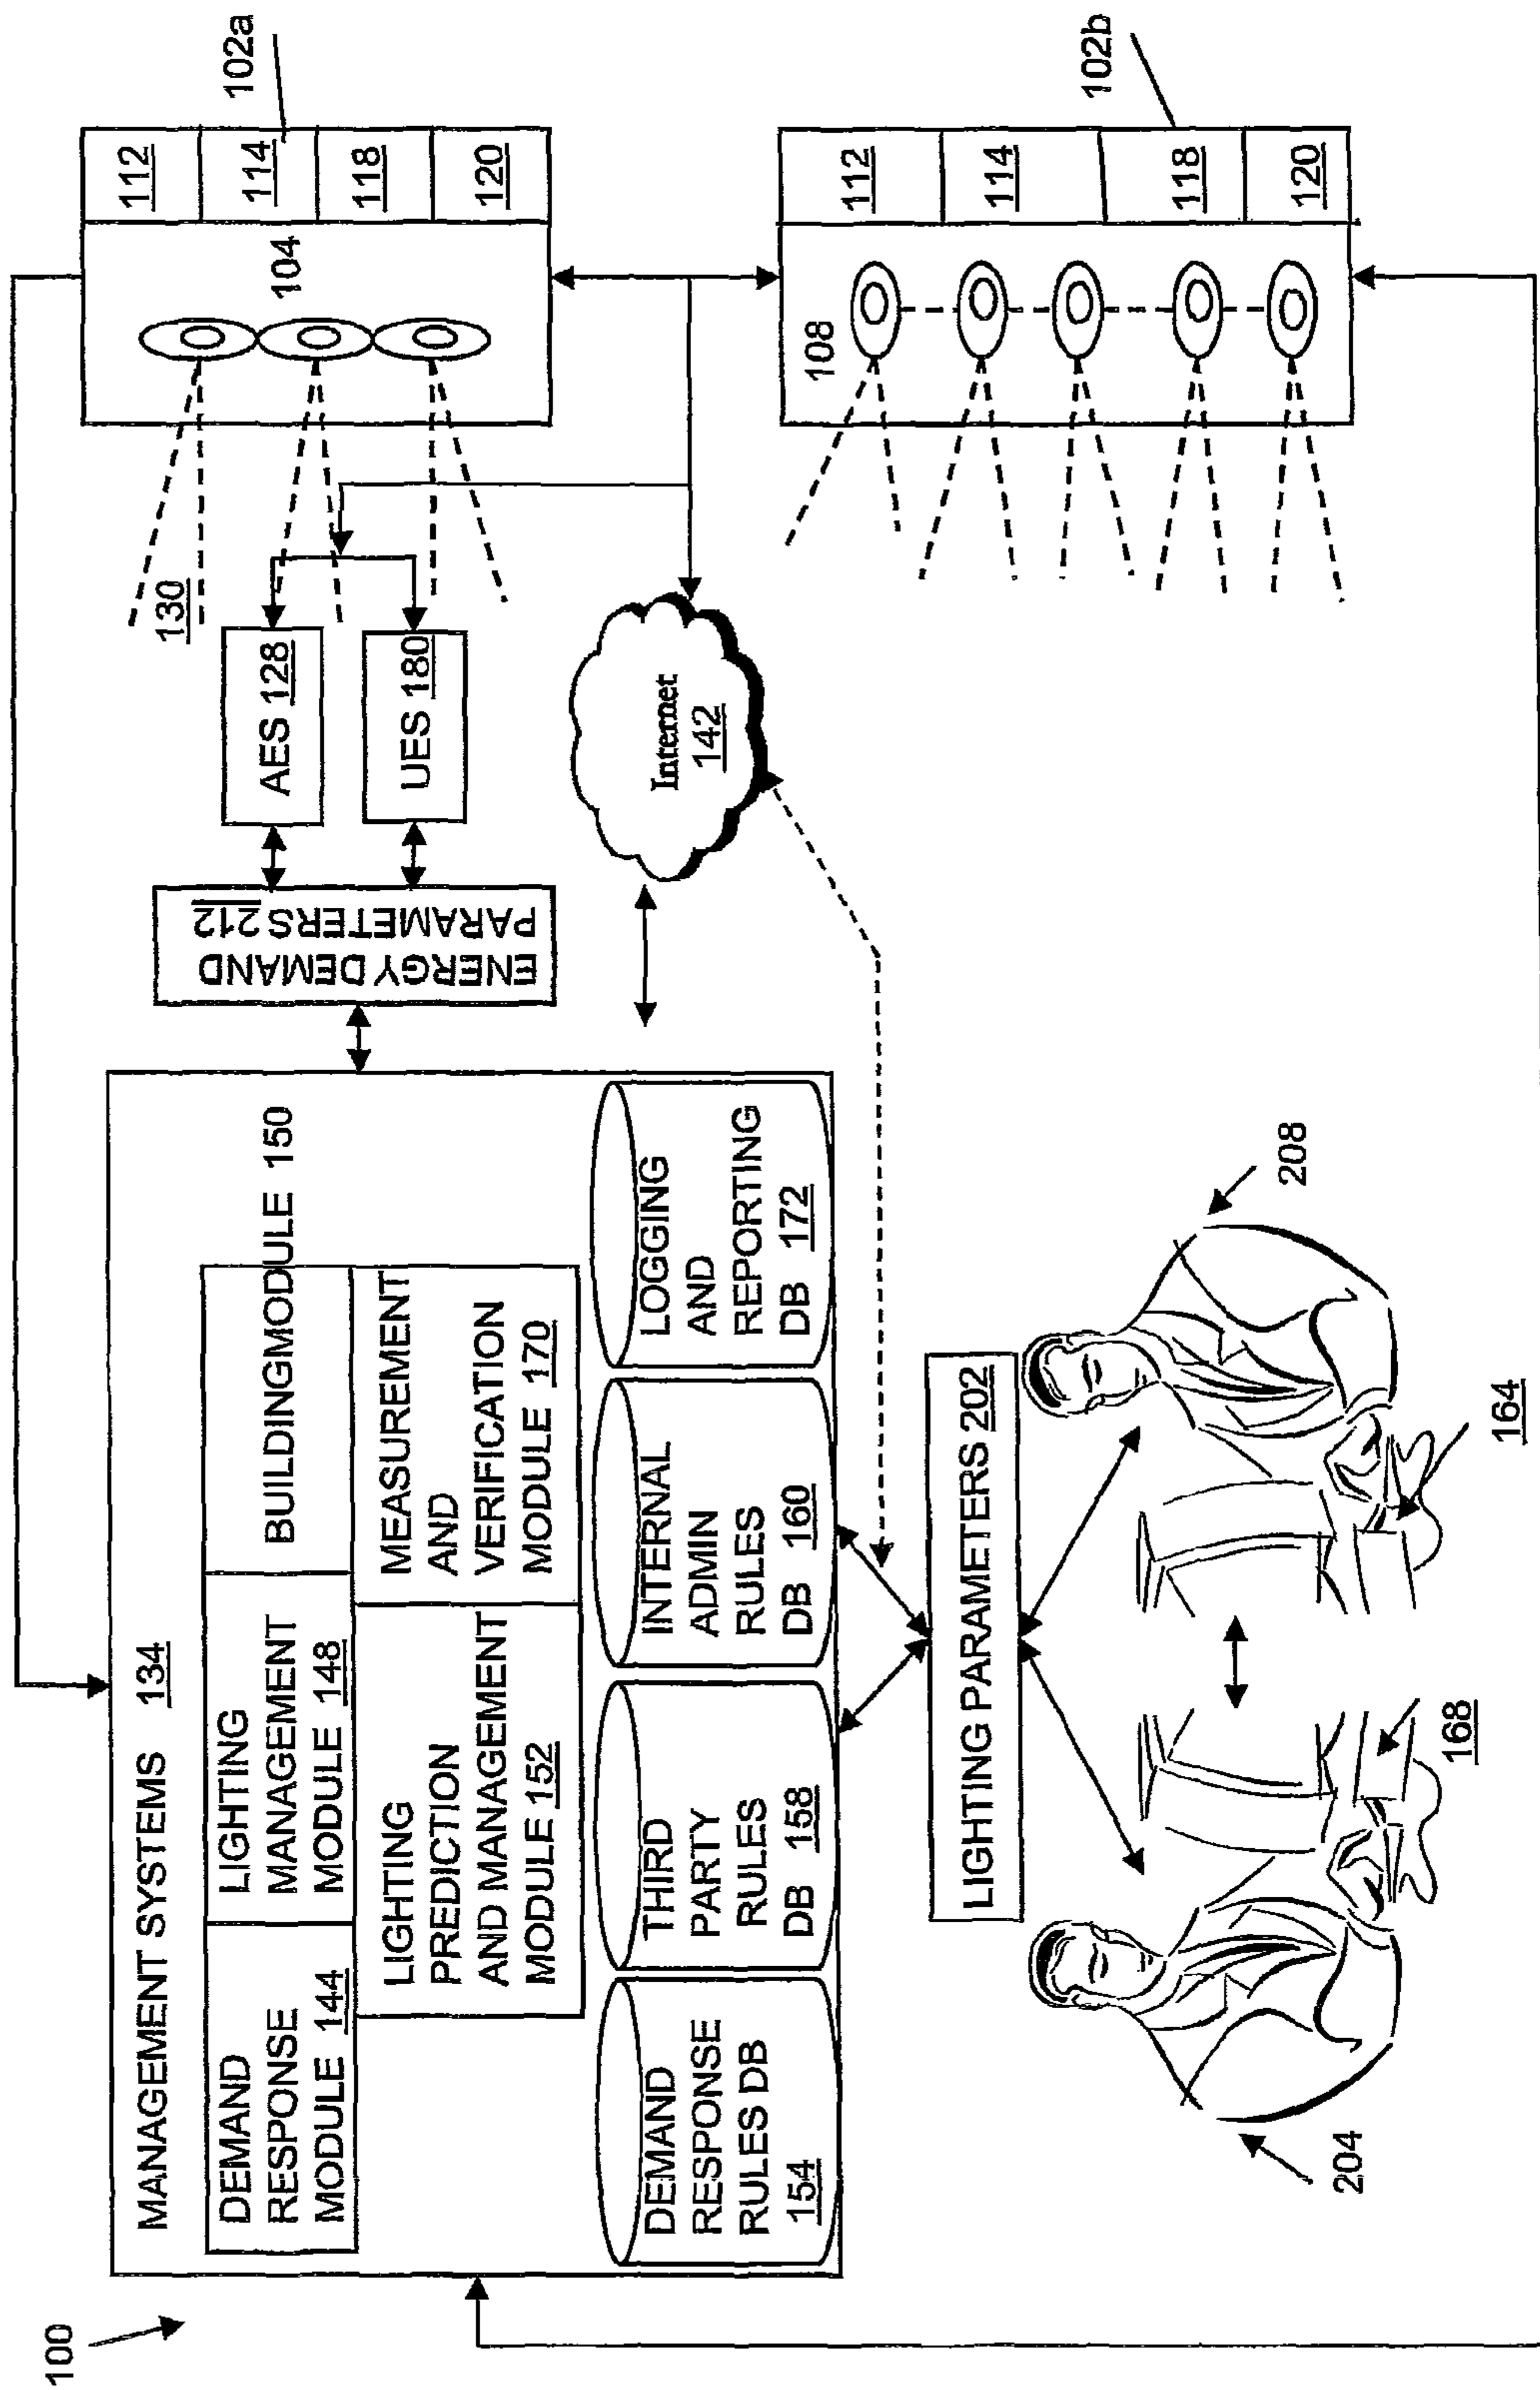 100
MANAGEMENT SYSTEMS 134
DEMAND
RESPONSE
MODULE 144
LIGHTING
MANAGEMENT
MODULE 148
BUILDINGMODULE 150
LIGHTING
PREDICTION
AND MANAGEMENT
MODULE 152
MEASUREMENT
AND
VERIFICATION
MODULE 170
DEMAND
RESPONSE
RULES DB
154
THIRD
PARTY
RULES
DB 158
INTERNAL
ADMIN
RULES
DB 160
LOGGING
AND
REPORTING
DB 172
ENERGY DEMAND
PARAMETERS 212
AES 128
UES 180
130
Internet
142
104
112
114
118
120
102a
108
112
114
118
120
102b
LIGHTING PARAMETERS 202
204
168
164
208